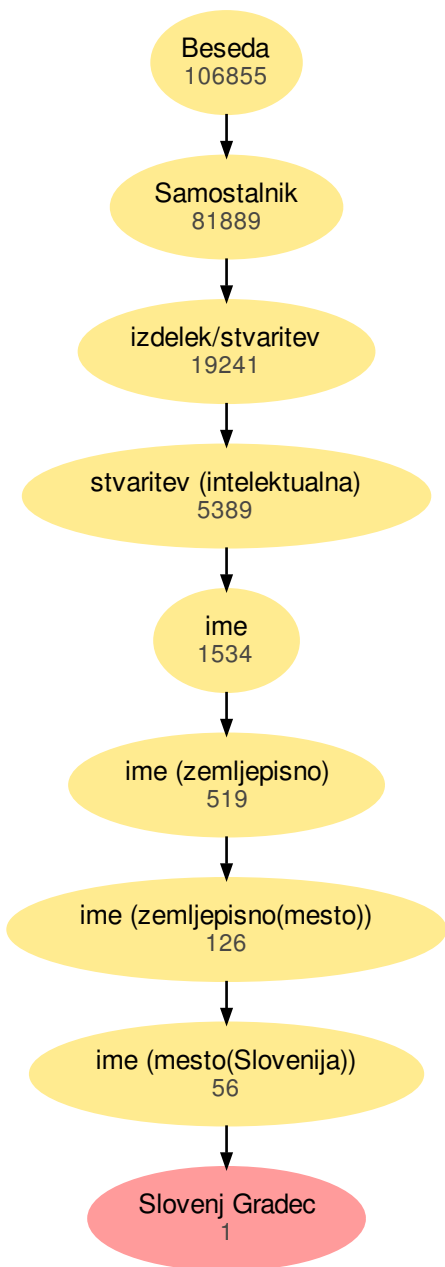 Beseda
106855
Samostalnik
81889
izdelek/stvaritev
19241
stvaritev (intelektualna)
5389
ime
1534
ime (zemljepisno)
519
ime (zemljepisno(mesto))
126
ime (mesto(Slovenija))
56
Slovenj Gradec
1